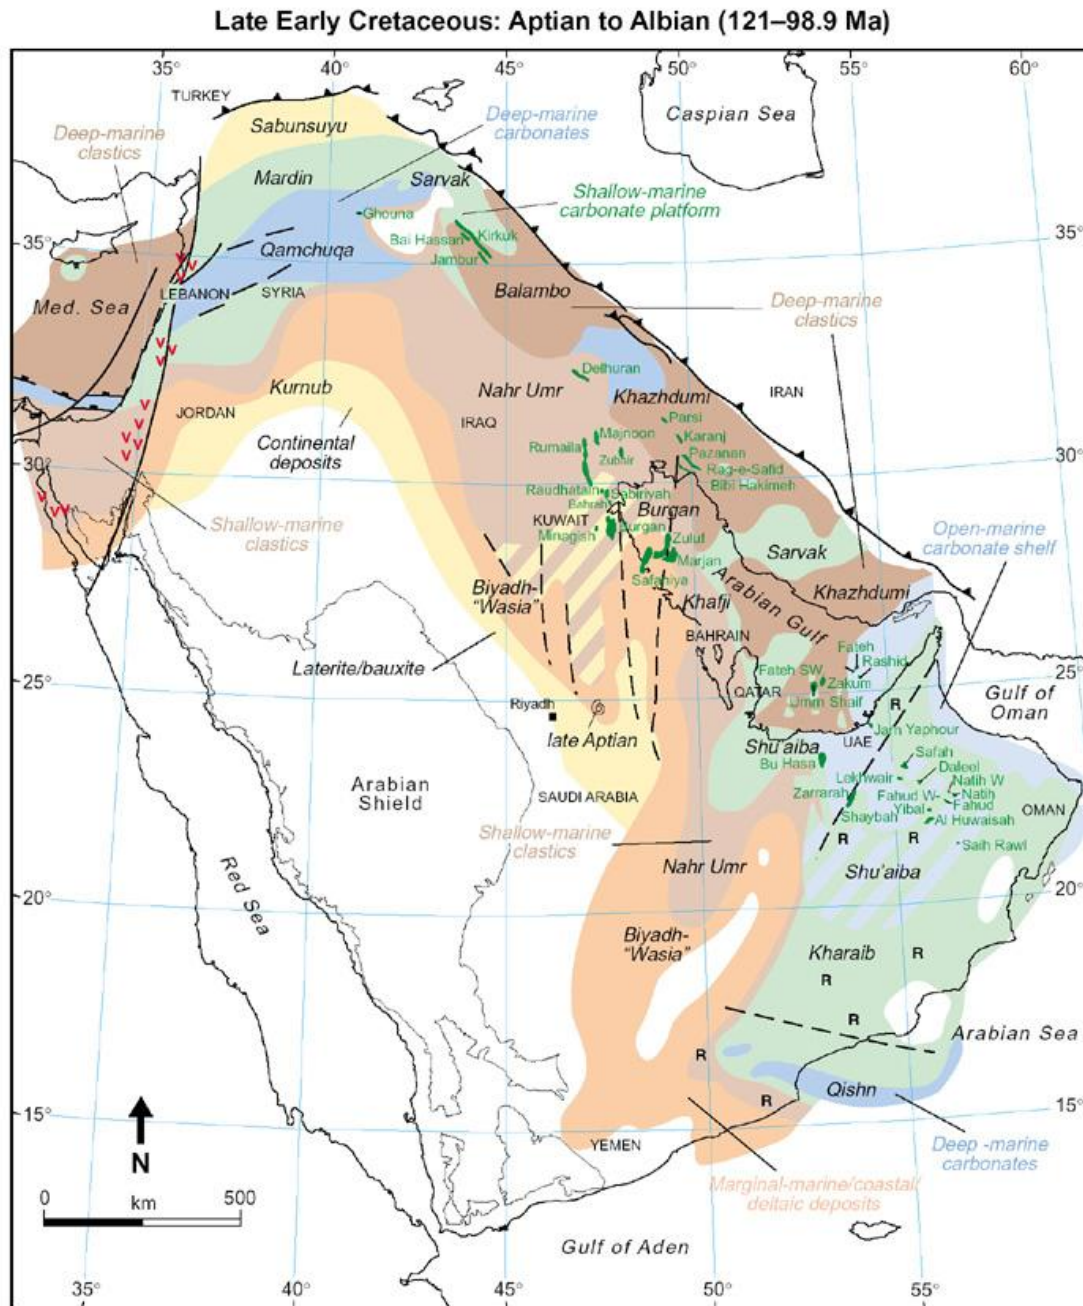 Late Early Cretaceous: Aptian to Albian (121–98.9 Ma)
35°
40°
45°
50°
55°
60°
TURKEY
Caspian Sea
Sabunsuyu
Deep-marine
carbonates
Deep-marine
clastics
Mardin
Sarvak
Shallow-marine
carbonate platform
Ghouna
35°
35°
Bai Hassan
Kirkuk
Jambur
Qamchuqa
LEBANON
SYRIA
Med. Sea
Balambo
Deep-marine
clastics
Delhuran
Kurnub
Nahr Umr
Khazhdumi
IRAN
JORDAN
IRAQ
Parsi
Continental
deposits
Majnoon
Karanj
Rumaila
Zubair
Pazanan
30°
30°
Rag-e-Safid
Bibi Hakimeh
Raudhatain
Sabiriyah
Bahrah
Burgan
KUWAIT
Minagish
Burgan
Zuluf
Marjan
Safaniya
Shallow-marine
clastics
Open-marine
carbonate shelf
Sarvak
Khazhdumi
Biyadh-
“Wasia”
Khafji
Arabian Gulf
BAHRAIN
Laterite/bauxite
Fateh
Rashid
Fateh SW
Zakum
25°
25°
QATAR
Umm Shaif
R
Gulf of
Oman
Riyadh
late Aptian
Shu'aiba
UAE
Jarn Yaphour
Bu Hasa
Safah
Daleel
Lekhwair
Natih W
Arabian
Shield
SAUDI ARABIA
Zarrarah
Fahud W
Natih
Fahud
OMAN
Yibal
Shaybah
Al Huwaisah
Shallow-marine
clastics
R
R
Saih Rawl
Nahr Umr
Shu'aiba
Red Sea
20°
20°
Biyadh-
“Wasia”
Kharaib
R
R
R
Arabian Sea
R
Qishn
R
15°
15°
N
YEMEN
Deep -marine
carbonates
Marginal-marine/coastal/
deltaic deposits
0
km
500
Gulf of Aden
35°
40°
45°
50°
55°